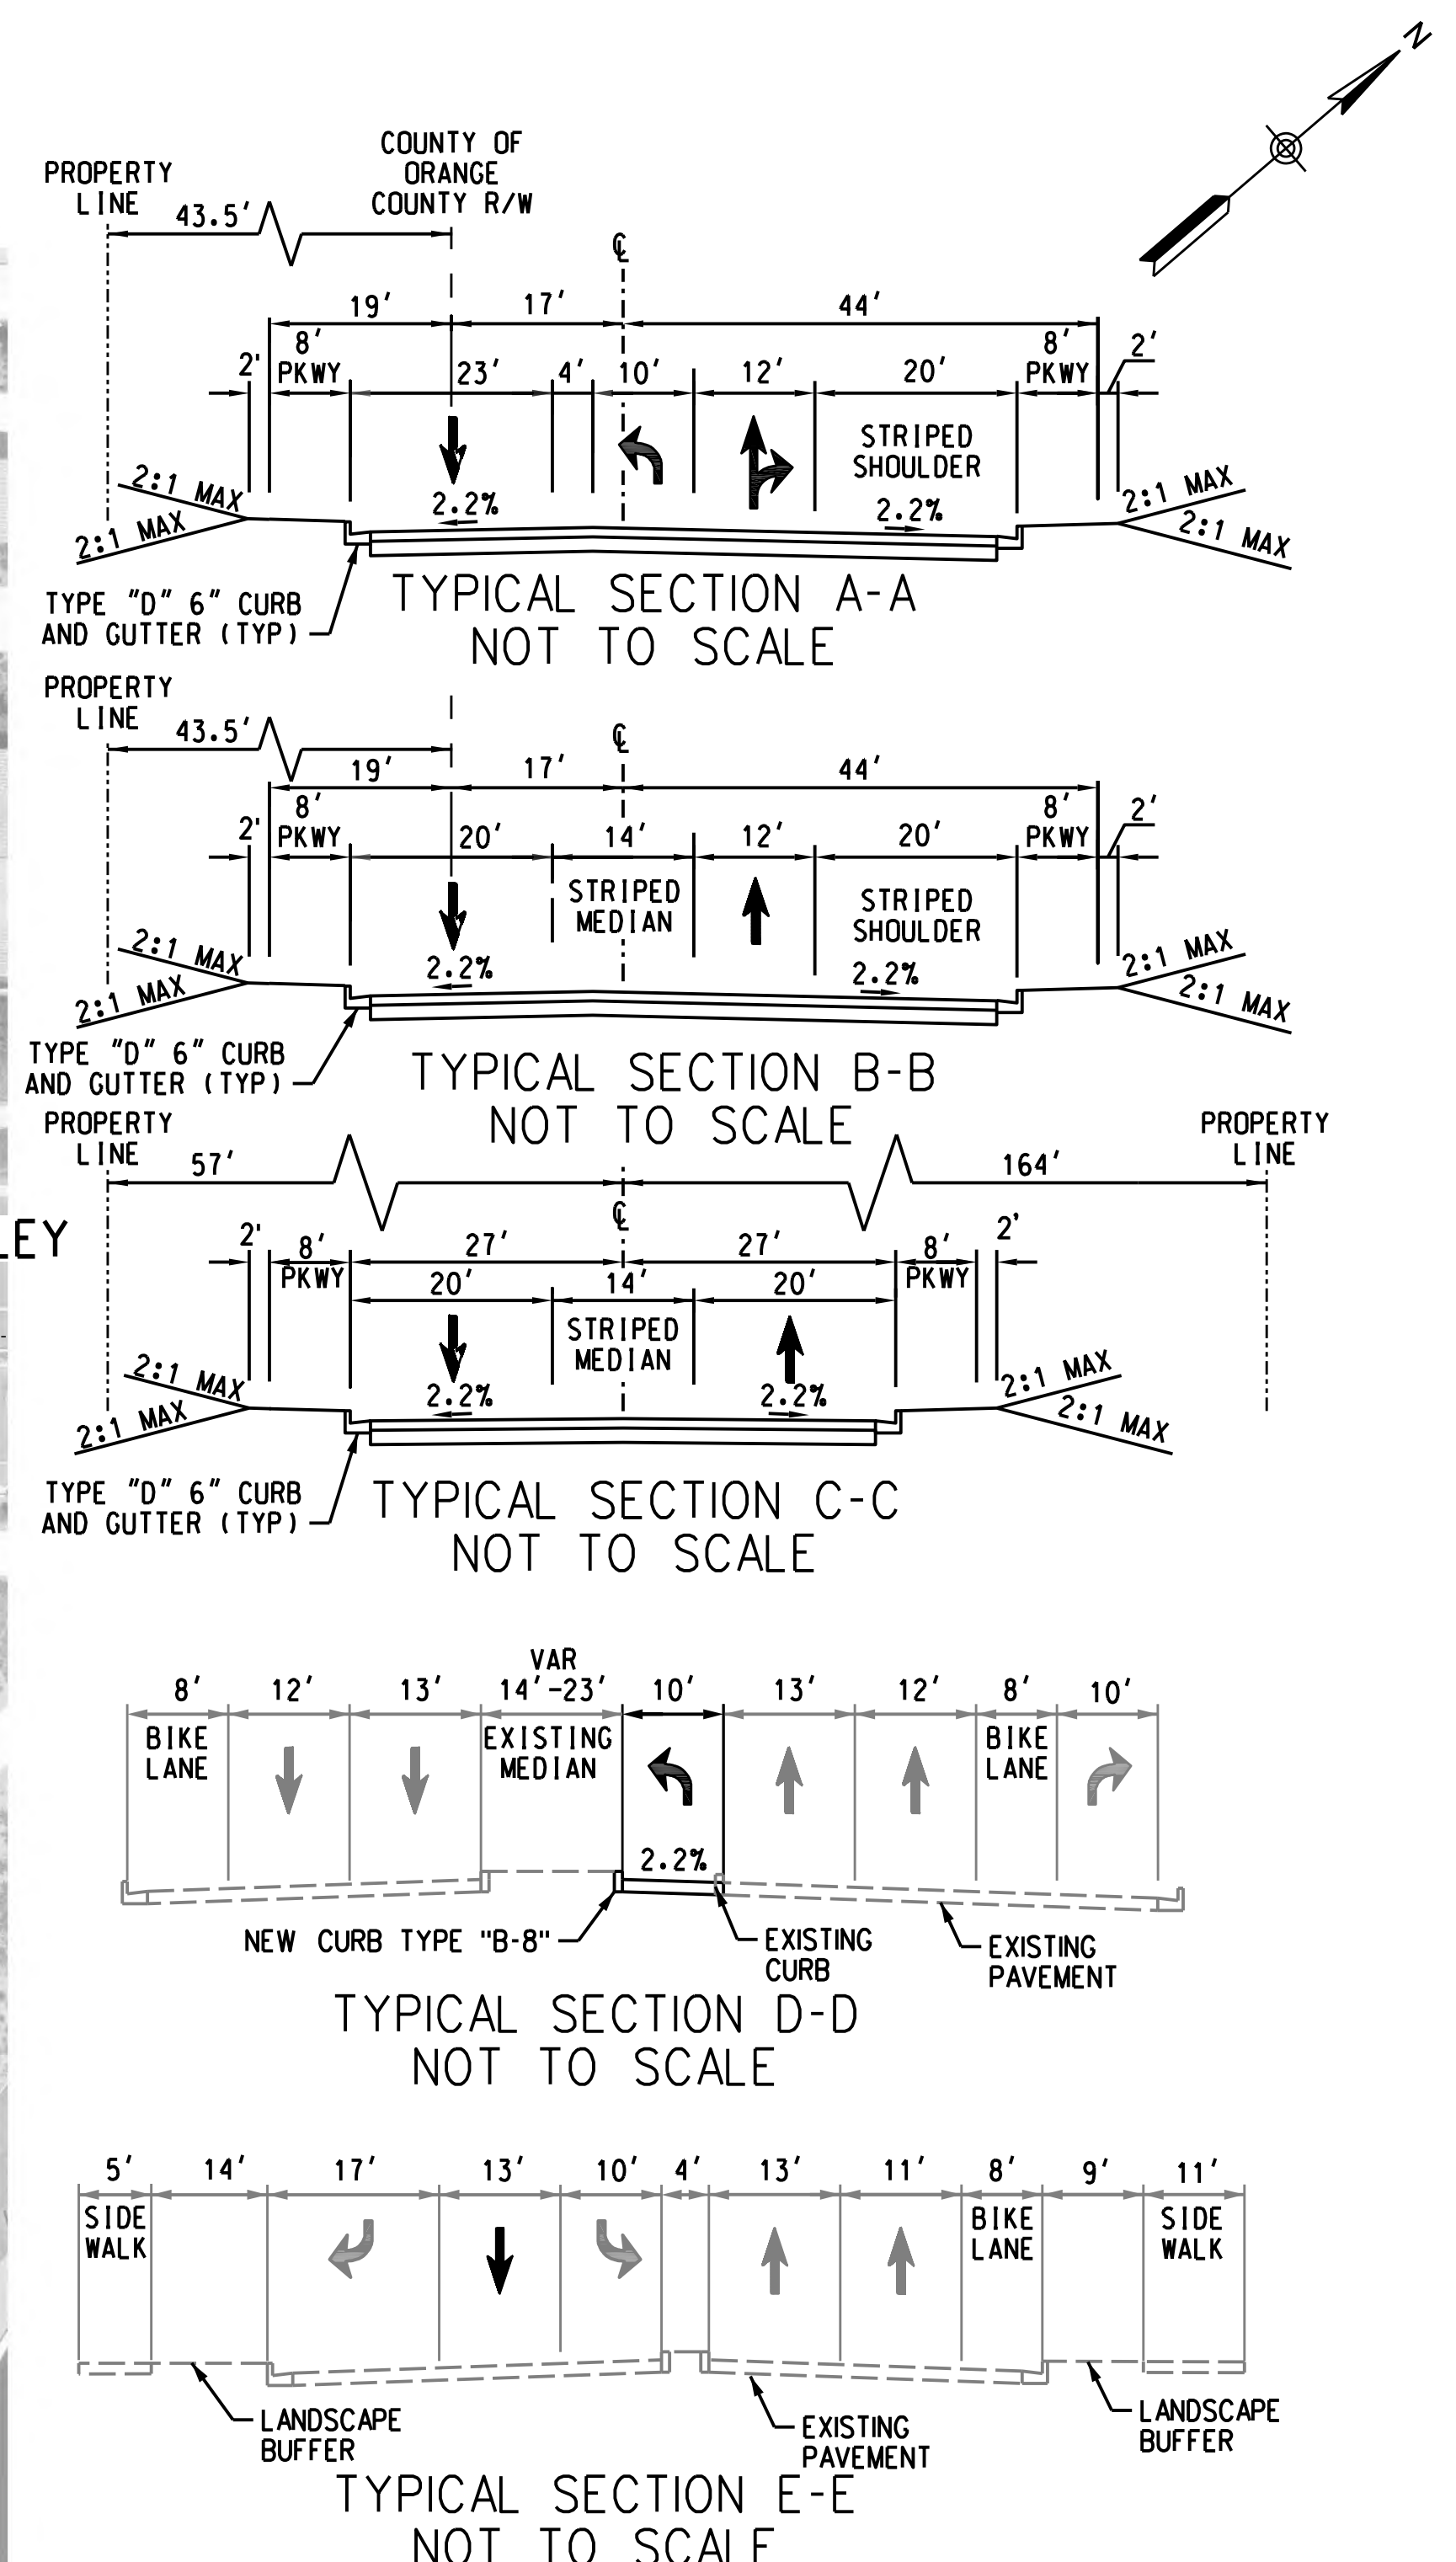 N
COUNTY OF
ORANGE
COUNTY R/W
PROPERTY
LINE
43.5'
℄
19' 17' 44'
2' 8' 8' 2'
PKWY 23' 4' 10' 12' 20' PKWY
STRIPED
SHOULDER
2:1 MAX 2.2% 2.2% 2:1 MAX
2:1 MAX 2:1 MAX
TYPE "D" 6" CURB
AND GUTTER (TYP)
TYPICAL SECTION A-A
NOT TO SCALE
PROPERTY
LINE
43.5'
℄
19' 17' 44'
2' 8' 8' 2'
PKWY 20' 14' 12' 20' PKWY
STRIPED
MEDIAN
STRIPED
SHOULDER
2:1 MAX 2.2% 2.2% 2:1 MAX
2:1 MAX 2:1 MAX
TYPE "D" 6" CURB
AND GUTTER (TYP)
TYPICAL SECTION B-B
NOT TO SCALE
PROPERTY
LINE
PROPERTY
LINE
57' 164'
℄
LEY
2' 8' 27' 27' 8' 2'
PKWY 20' 14' 20' PKWY
STRIPED
MEDIAN
2:1 MAX 2.2% 2.2% 2:1 MAX
2:1 MAX 2:1 MAX
TYPE "D" 6" CURB
AND GUTTER (TYP)
TYPICAL SECTION C-C
NOT TO SCALE
VAR
8' 12' 13' 14'-23' 10' 13' 12' 8' 10'
BIKE
LANE
EXISTING
MEDIAN
BIKE
LANE
2.2%
NEW CURB TYPE "B-8"
EXISTING
CURB
EXISTING
PAVEMENT
TYPICAL SECTION D-D
NOT TO SCALE
5' 14' 17' 13' 10' 4' 13' 11' 8' 9' 11'
SIDE
WALK
BIKE
LANE
SIDE
WALK
LANDSCAPE
BUFFER
EXISTING
PAVEMENT
LANDSCAPE
BUFFER
TYPICAL SECTION E-E
NOT TO SCALE